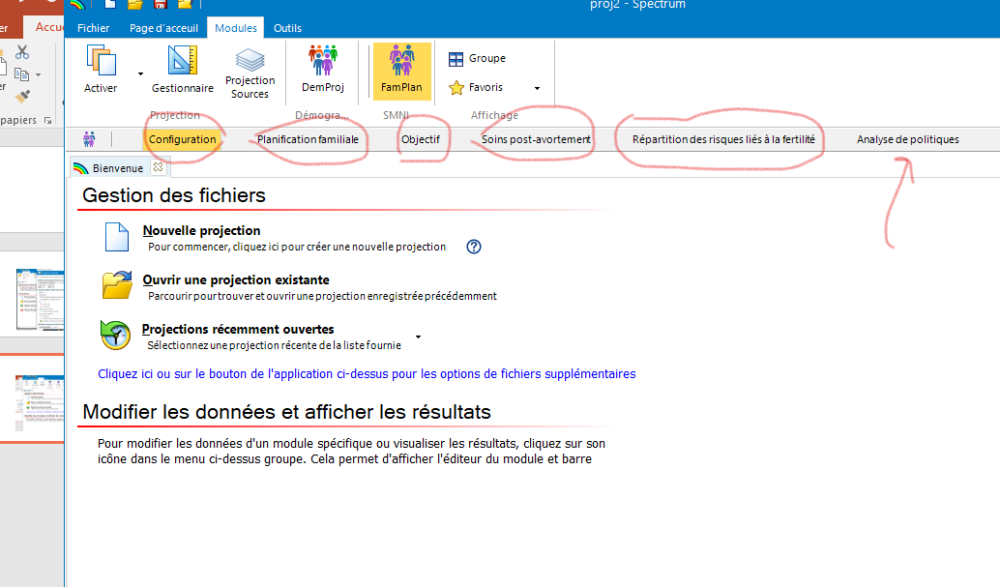 proj2 - Spectrum
er
Accu
Fichier
Page d'acceuil
Modules
Outils
Activer
Gestionnaire
Projection
Sources
DemProj
FamPlan
Groupe
Favoris
er
papiers
Projection
Démogra...
SMNI
Affichage
Configuration
Planification familiale
Objectif
Soins post-avortement
Répartition des risques liés à la fertilité
Analyse de politiques
Bienvenue
Gestion des fichiers
Nouvelle projection
Pour commencer, cliquez ici pour créer une nouvelle projection
?
Ouvrir une projection existante
Parcourir pour trouver et ouvrir une projection enregistrée précédemment
Projections récemment ouvertes
Sélectionnez une projection récente de la liste fournie
Cliquez ici ou sur le bouton de l'application ci-dessus pour les options de fichiers supplémentaires
Modifier les données et afficher les résultats
Pour modifier les données d'un module spécifique ou visualiser les résultats, cliquez sur son
icône dans le menu ci-dessus groupe. Cela permet d'afficher l'éditeur du module et barre